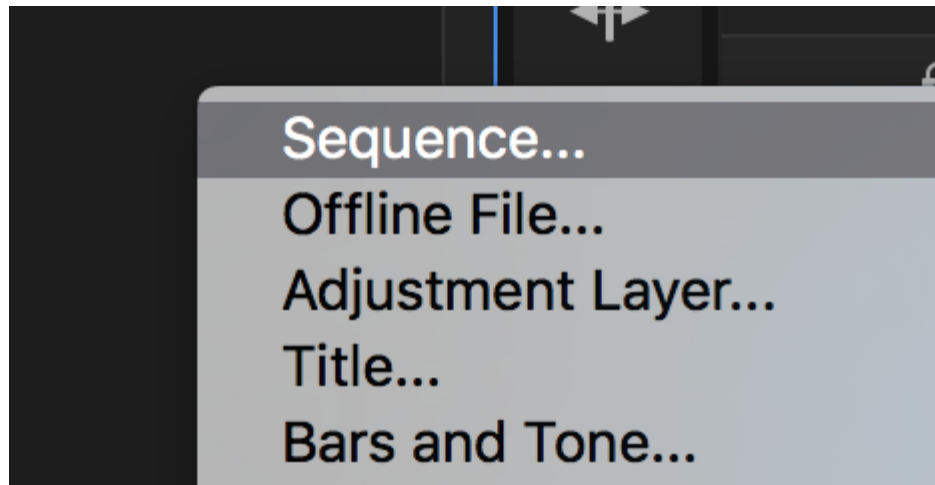 Sequence...
Offline File...
Adjustment Layer...
Title...
Bars and Tone...